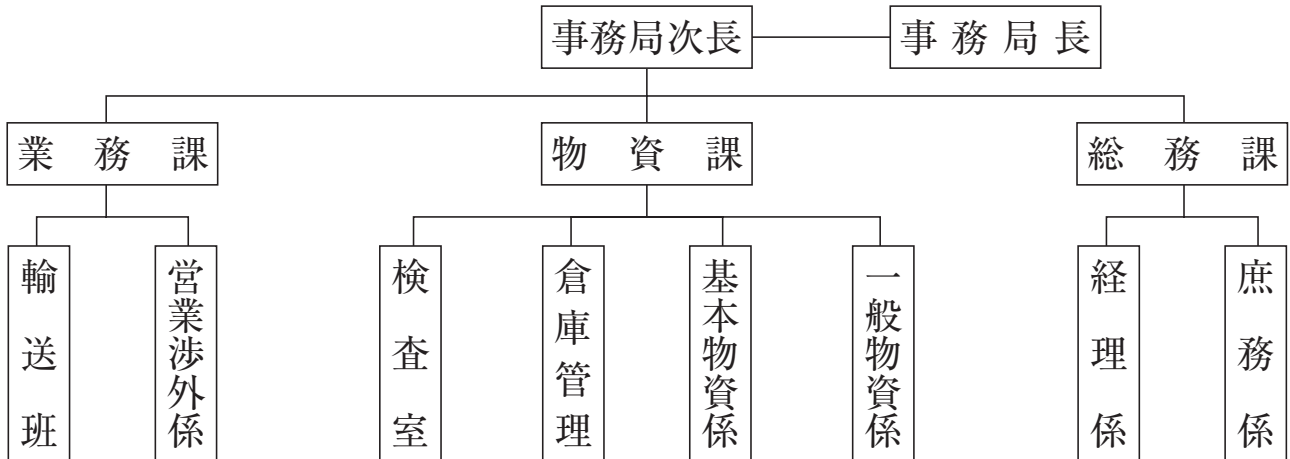 事務局次長
事務局長
業務課
物資課
総務課
輸送班
営業渉外係
検査室
倉庫管理
基本物資係
一般物資係
経理係
庶務係